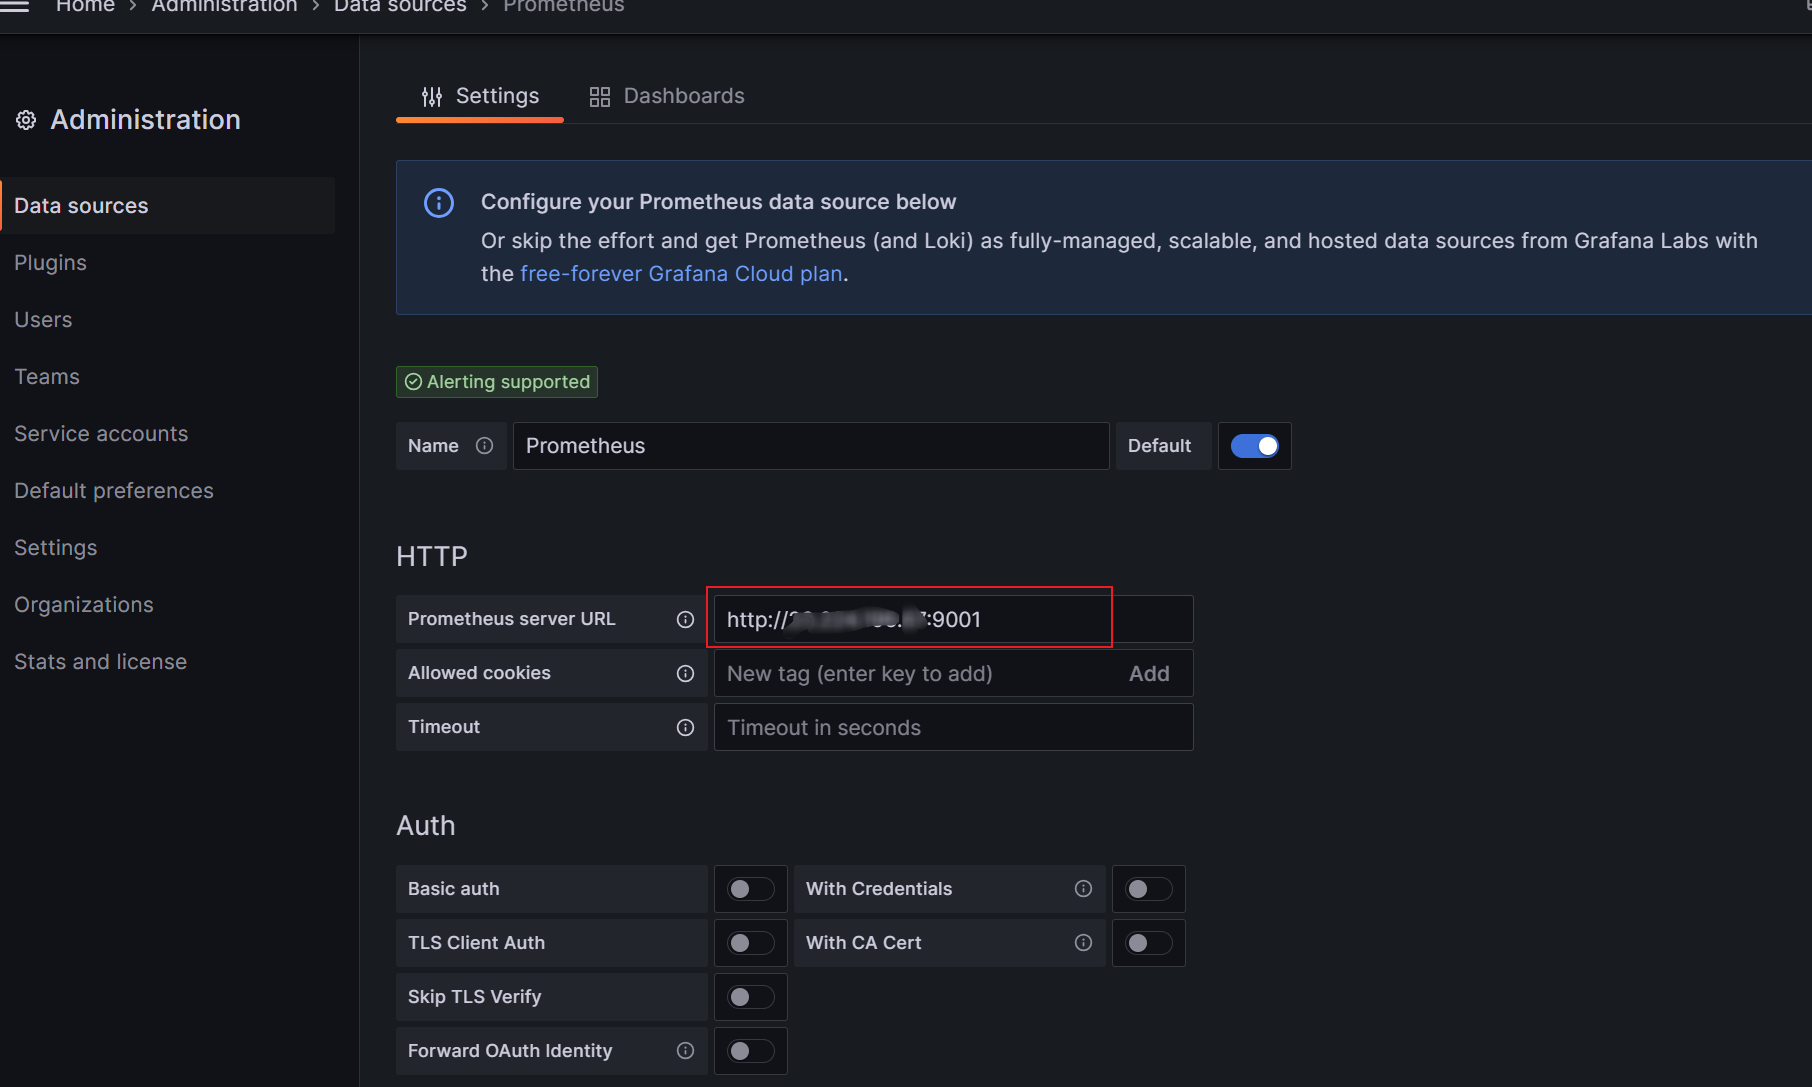 Home › Administration › Data sources › Prometheus
Administration
Data sources
Plugins
Users
Teams
Service accounts
Default preferences
Settings
Organizations
Stats and license
Settings Dashboards
Configure your Prometheus data source below
Or skip the effort and get Prometheus (and Loki) as fully-managed, scalable, and hosted data sources from Grafana Labs with
the free-forever Grafana Cloud plan.
Alerting supported
Name Prometheus Default
HTTP
Prometheus server URL http:// :9001
Allowed cookies New tag (enter key to add) Add
Timeout Timeout in seconds
Auth
Basic auth With Credentials
TLS Client Auth With CA Cert
Skip TLS Verify
Forward OAuth Identity